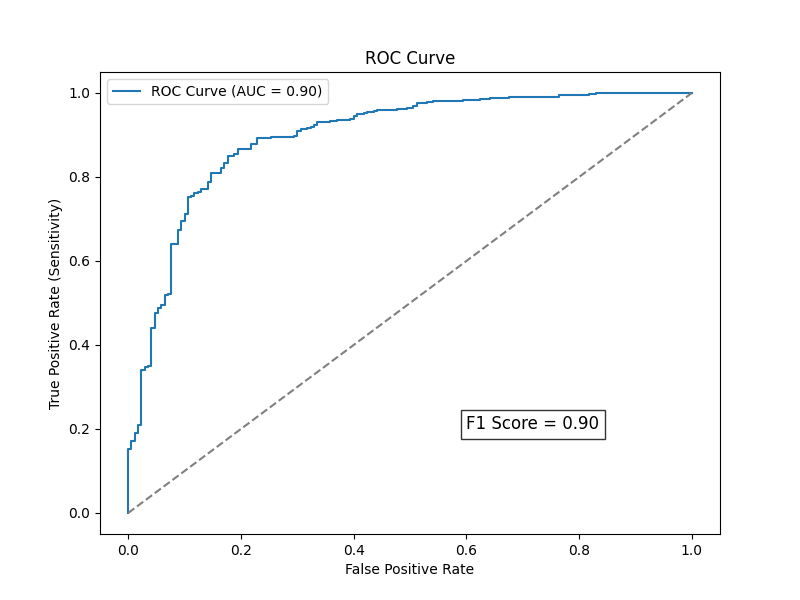 ROC Curve
ROC Curve (AUC = 0.90)
1.0
0.8
0.6
0.4
0.2
0.0
True Positive Rate (Sensitivity)
F1 Score = 0.90
0.0 0.2 0.4 0.6 0.8 1.0
False Positive Rate